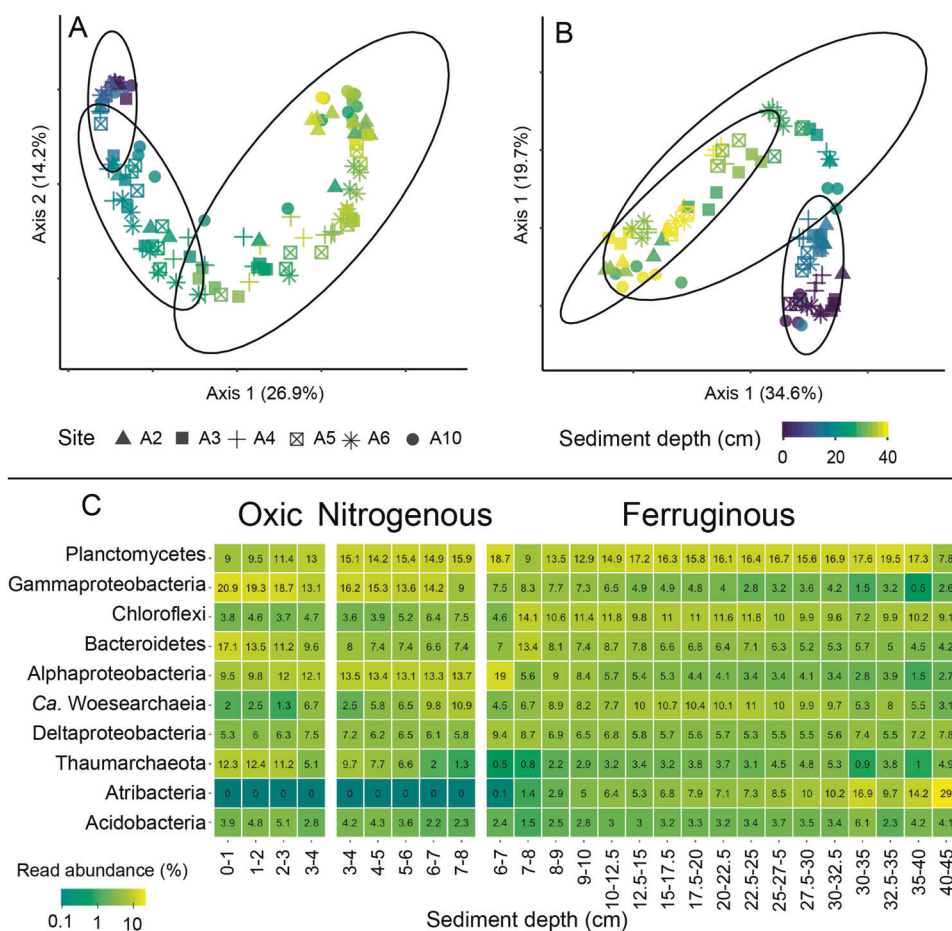 A
B
Axis 2 (14.2%)
Axis 1 (19.7%)
Axis 1 (26.9%)
Axis 1 (34.6%)
Site A2 A3 A4 A5 A6 A10
Sediment depth (cm)
0 40
C
Oxic Nitrogenous Ferruginous
Planctomycetes 9 9.5 11.4 13 15.1 14.2 15.4 14.9 15.9 18.7 9 13.5 12.9 14.9 17.2 16.3 15.8 16.1 16.4 16.7 15.6 16.9 17.6 19.5 17.3 7.8
Gammaproteobacteria 20.9 19.3 18.7 13.1 16.2 15.3 13.6 14.2 9 7.5 8.3 7.7 7.3 6.5 4.9 4.9 4.8 4 2.8 3.2 3.6 4.2 1.5 3.2 0.5 2.6
Chloroflexi 3.8 4.6 3.7 4.7 3.6 3.9 5.2 6.4 7.5 4.6 14.1 10.6 11.4 11.8 9.8 11 11 11.6 11.8 10 9.9 9.6 7.2 9.9 10.2 9.1
Bacteroidetes 17.1 13.5 11.2 9.6 8 7.4 7.4 6.6 7.4 7 13.4 8.1 8.7 7.5 7.8 6.6 6.8 6.4 7.1 6.3 5.2 5.3 5.7 5 4.5 4.2
Alphaproteobacteria 9.5 9.8 12 12.1 13.5 13.4 13.1 13.3 13.7 19 5.6 9 8.4 5.7 5.4 5.3 4.4 4.1 3.4 3.4 4.1 3.4 2.8 3.9 1.5 2.7
Ca. Woesearchaeia 2 2.5 1.3 6.7 2.5 5.8 6.5 9.8 10.9 4.5 6.7 8.9 8.2 7.7 10 15.7 10.4 10.1 10 11 9.9 9.7 5.3 8 5.5 3.1
Deltaproteobacteria 5.3 6 6.3 7.5 7.2 6.2 6.5 6.1 5.8 9.4 8.7 6.9 6.5 6.8 5.8 5.6 5.7 5.6 5.3 5.5 5.7 5.6 7.4 5.5 7.2 7.8
Thaumarchaeota 12.3 12.4 11.2 5.1 9.7 7.7 6.6 2 1.3 0.5 0.8 2.2 2.9 3.2 3.4 3.2 3.8 3.7 3.1 4.5 4.8 5.3 0.9 3.8 1 4.9
Atribacteria 0 0 0 0 0 0 0 0 0 0.1 1.4 2.9 5 6.4 5.3 6.8 7.9 7.1 7.3 8.5 10 10.2 16.9 9.7 14.2 29
Acidobacteria 3.9 4.8 5.1 2.8 4.2 4.3 3.6 2.2 2.3 2.4 1.5 2.5 2.8 3 3 3.2 3.3 3.2 3.4 3.7 3.5 3.4 6.1 2.3 4.2 4.1
0-1 1-2 2-3 3-4 3-4 4-5 5-6 6-7 7-8 6-7 7-8 8-9 9-10 10-12.5 12.5-15 15-17.5 17.5-20 20-22.5 22.5-25 25-27-5 27.5-30 30-32.5 30-35 32.5-35 35-40 40-45
Read abundance (%)
0.1 1 10
Sediment depth (cm)